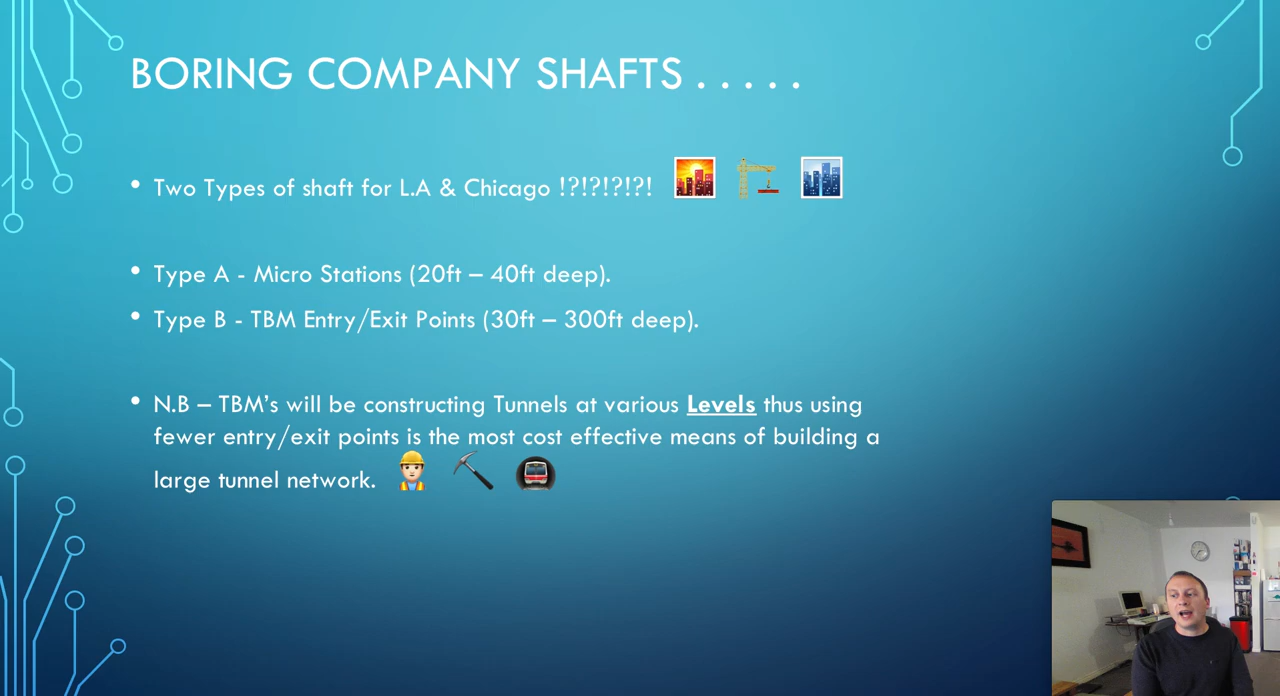 BORING COMPANY SHAFTS . . . . .
• Two Types of shaft for L.A & Chicago !?!?!?!?!
• Type A - Micro Stations (20ft – 40ft deep).
• Type B - TBM Entry/Exit Points (30ft – 300ft deep).
• N.B – TBM’s will be constructing Tunnels at various Levels thus using
fewer entry/exit points is the most cost effective means of building a
large tunnel network.